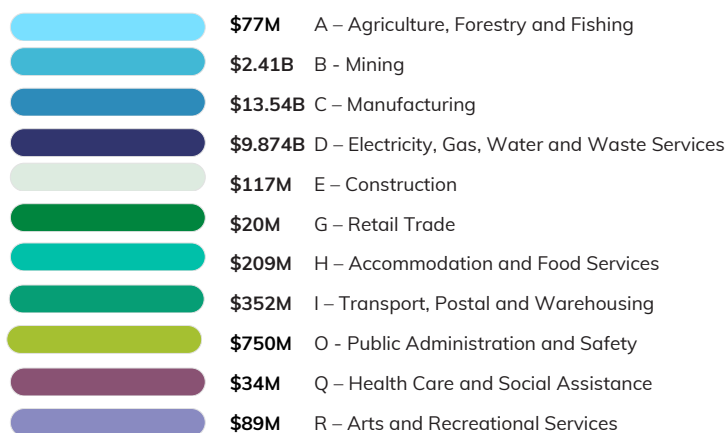 $77M A – Agriculture, Forestry and Fishing
$2.41B B - Mining
$13.54B C – Manufacturing
$9.874B D – Electricity, Gas, Water and Waste Services
$117M E – Construction
$20M G – Retail Trade
$209M H – Accommodation and Food Services
$352M I – Transport, Postal and Warehousing
$750M O - Public Administration and Safety
$34M Q – Health Care and Social Assistance
$89M R – Arts and Recreational Services